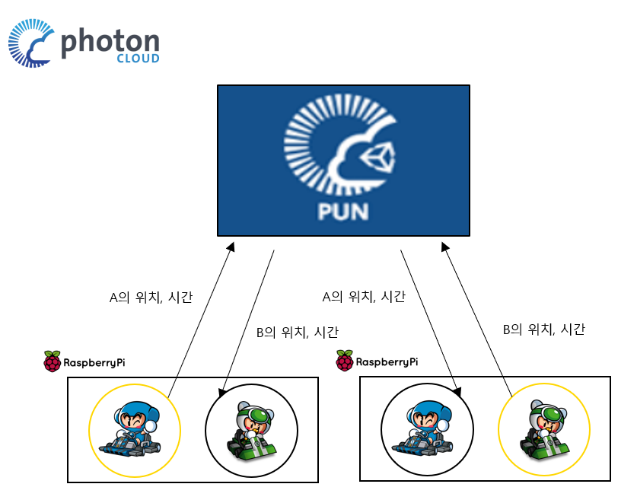 photon
CLOUD
PUN
A의 위치, 시간
B의 위치, 시간
A의 위치, 시간
B의 위치, 시간
RaspberryPi
RaspberryPi